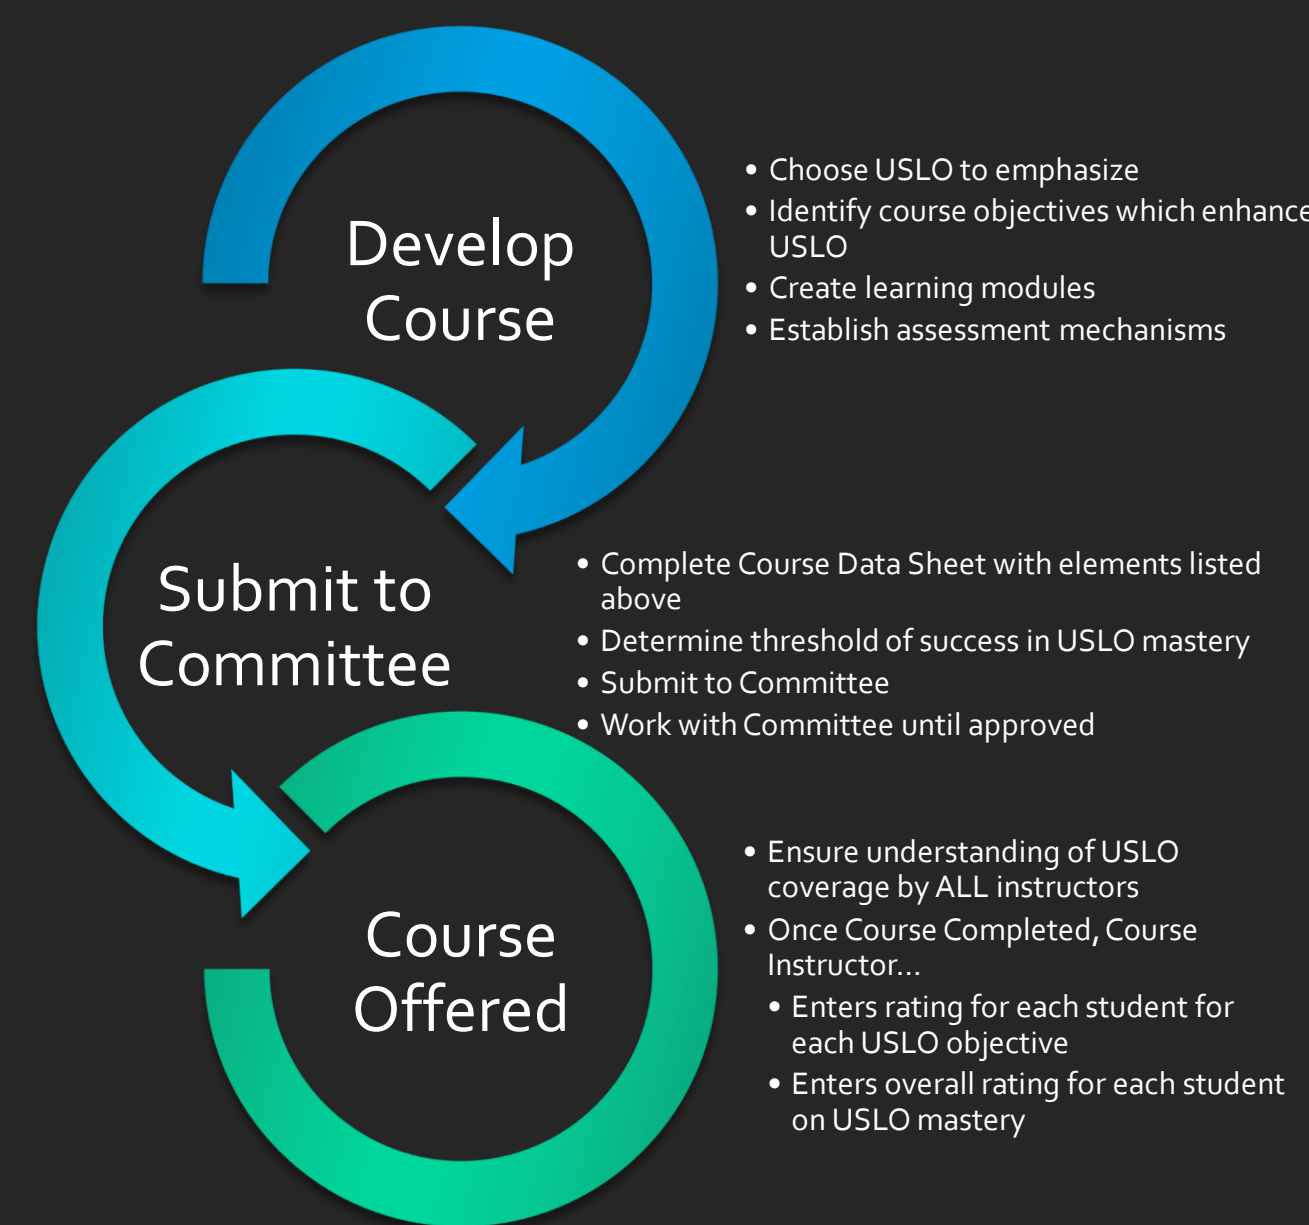 Develop
Course
• Choose USLO to emphasize
• Identify course objectives which enhance
USLO
• Create learning modules
• Establish assessment mechanisms
Submit to
Committee
• Complete Course Data Sheet with elements listed
above
• Determine threshold of success in USLO mastery
• Submit to Committee
• Work with Committee until approved
Course
Offered
• Ensure understanding of USLO
coverage by ALL instructors
• Once Course Completed, Course
Instructor...
• Enters rating for each student for
each USLO objective
• Enters overall rating for each student
on USLO mastery